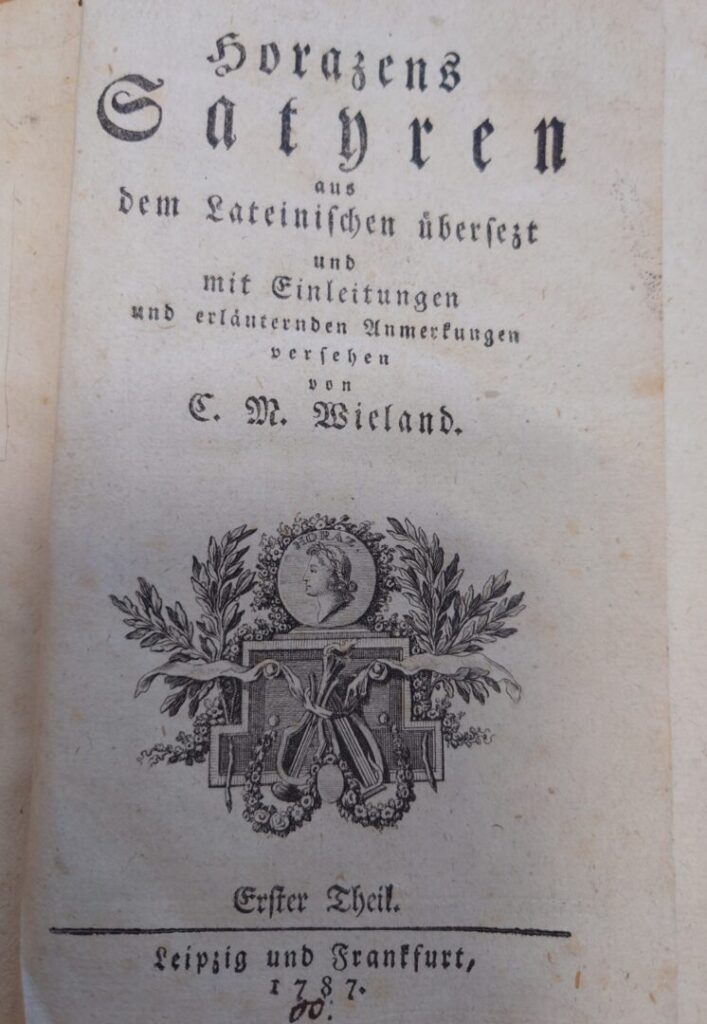 Horazens
Satyren
aus
dem Lateinischen übersezt
und
mit Einleitungen
und erläuternden Anmerkungen
versehen
von
C. M. Wieland.
HORAZ.
Erster Theil.
Leipzig und Frankfurt,
1787.